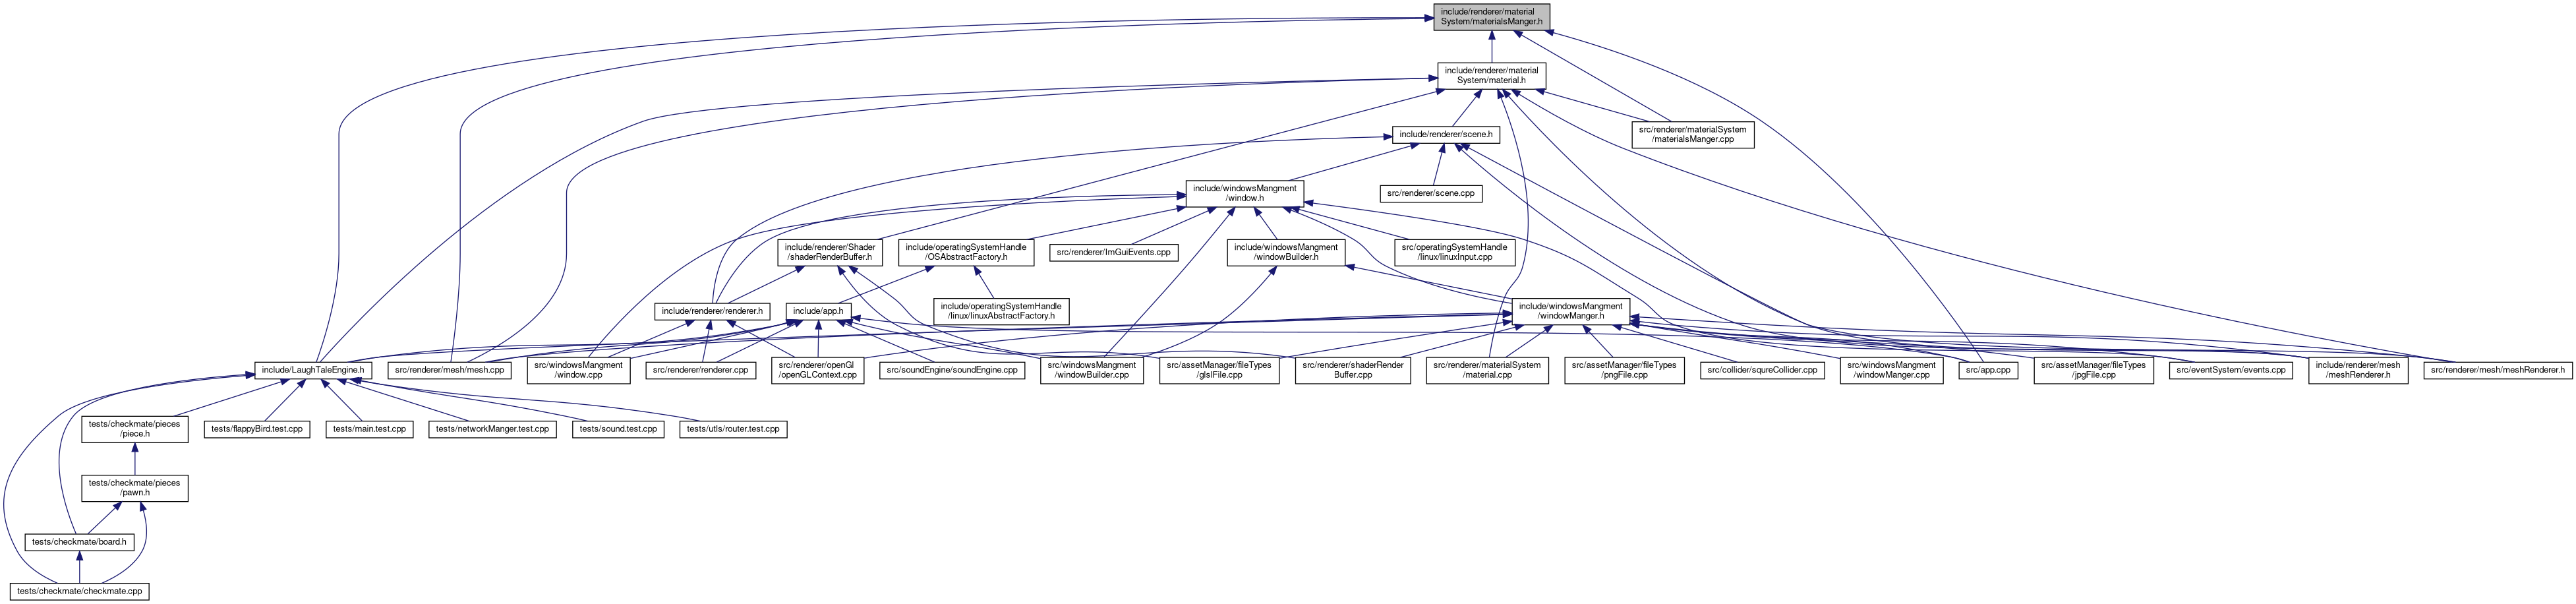 include/renderer/material
System/materialsManger.h
include/renderer/material
System/material.h
include/renderer/scene.h
src/renderer/materialSystem
/materialsManger.cpp
include/windowsMangment
/window.h
src/renderer/scene.cpp
include/renderer/Shader
/shaderRenderBuffer.h
include/operatingSystemHandle
/OSAbstractFactory.h
src/renderer/ImGuiEvents.cpp
include/windowsMangment
/windowBuilder.h
src/operatingSystemHandle
/linux/linuxInput.cpp
include/renderer/renderer.h
include/app.h
include/operatingSystemHandle
/linux/linuxAbstractFactory.h
include/windowsMangment
/windowManger.h
include/LaughTaleEngine.h
src/renderer/mesh/mesh.cpp
src/windowsMangment
/window.cpp
src/renderer/renderer.cpp
src/renderer/openGl
/openGLContext.cpp
src/soundEngine/soundEngine.cpp
src/windowsMangment
/windowBuilder.cpp
src/assetManager/fileTypes
/glslFile.cpp
src/renderer/shaderRender
Buffer.cpp
src/renderer/materialSystem
/material.cpp
src/assetManager/fileTypes
/pngFile.cpp
src/collider/squreCollider.cpp
src/windowsMangment
/windowManger.cpp
src/app.cpp
src/assetManager/fileTypes
/jpgFile.cpp
src/eventSystem/events.cpp
include/renderer/mesh
/meshRenderer.h
src/renderer/mesh/meshRenderer.h
tests/checkmate/pieces
/piece.h
tests/flappyBird.test.cpp
tests/main.test.cpp
tests/networkManger.test.cpp
tests/sound.test.cpp
tests/utls/router.test.cpp
tests/checkmate/pieces
/pawn.h
tests/checkmate/board.h
tests/checkmate/checkmate.cpp